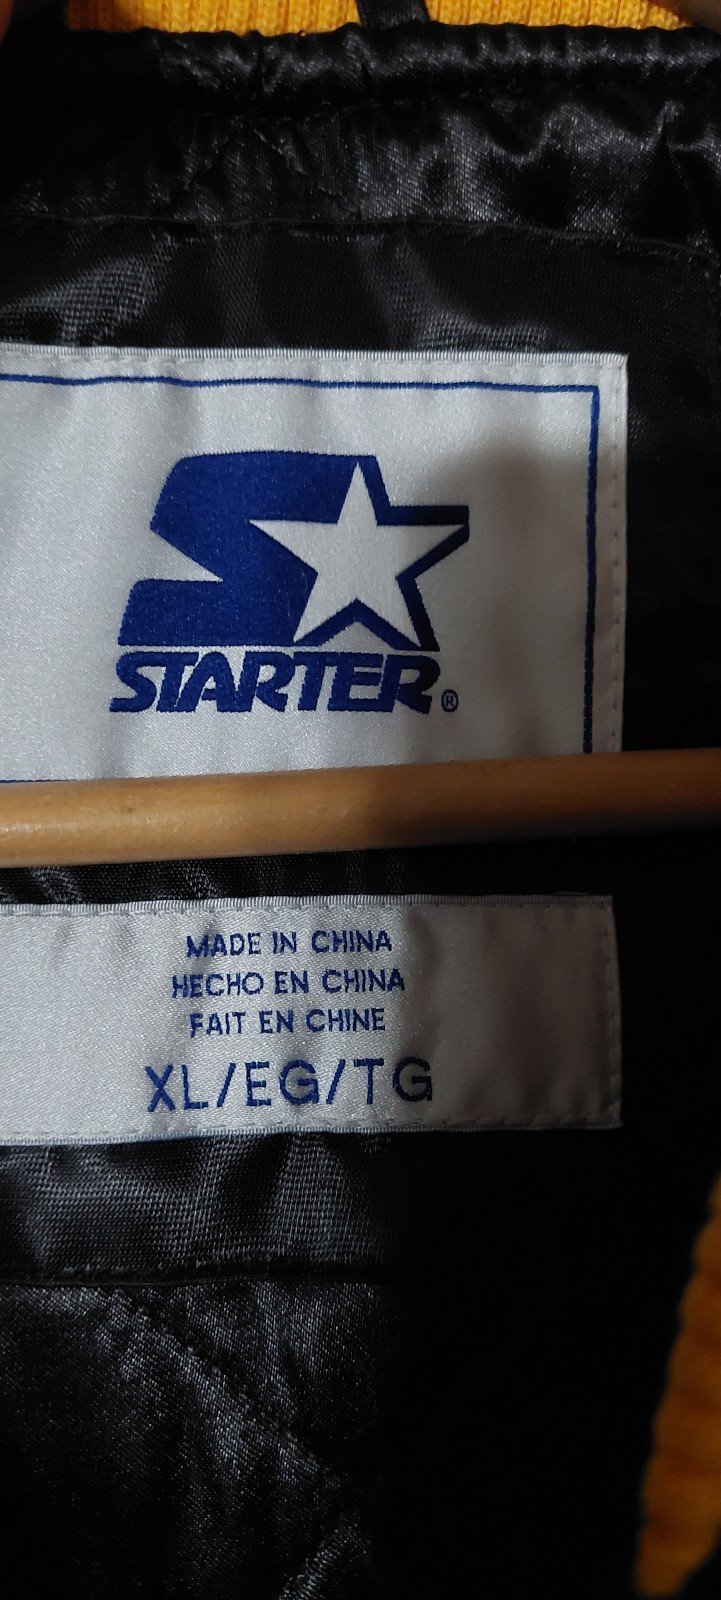 STARTER®
MADE IN CHINA
HECHO EN CHINA
FAIT EN CHINE
XL/EG/TG